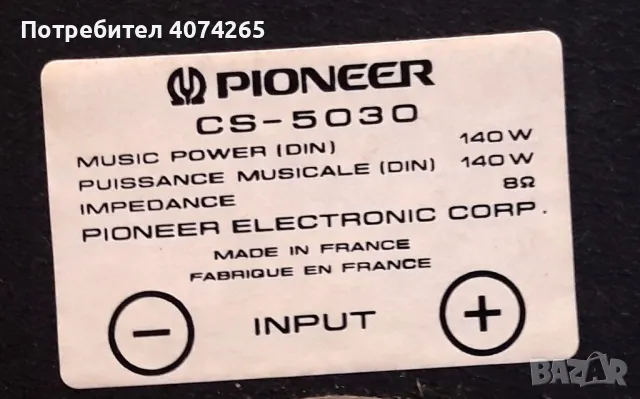 Потребител 4074265
PIONEER
CS-5030
MUSIC POWER (DIN) 140 W
PUISSANCE MUSICALE (DIN) 140 W
IMPEDANCE 8Ω
PIONEER ELECTRONIC CORP.
MADE IN FRANCE
FABRIQUE EN FRANCE
− INPUT +
BAZAR